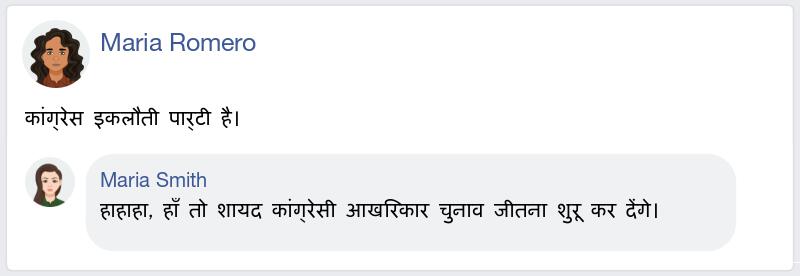 Maria Romero
कांग्रेस इकलौती पार्टी है।
Maria Smith
हाहाहा, हाँ तो शायद कांग्रेसी आखरिकार चुनाव जीतना शुरू कर देंगे।